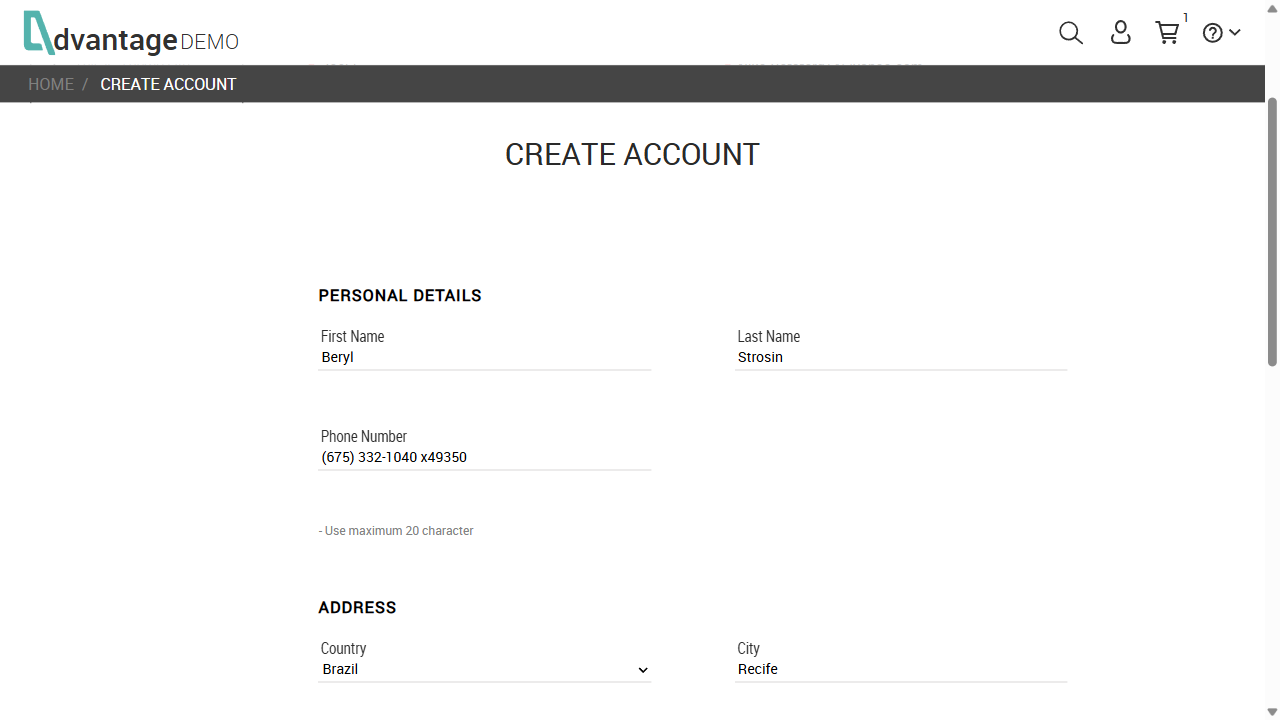 dvantage DEMO
1
HOME / CREATE ACCOUNT
CREATE ACCOUNT
PERSONAL DETAILS
First Name
Beryl
Last Name
Strosin
Phone Number
(675) 332-1040 x49350
- Use maximum 20 character
ADDRESS
Country
Brazil
City
Recife